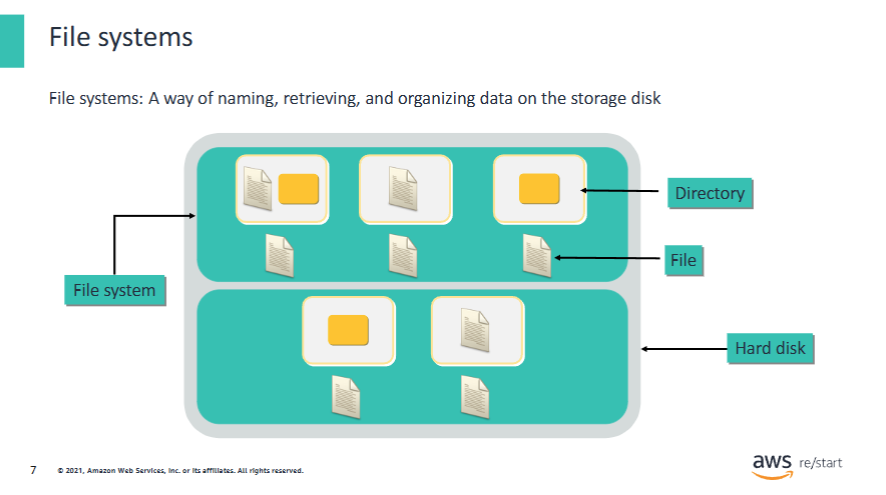 File systems
File systems: A way of naming, retrieving, and organizing data on the storage disk
Directory
File
File system
Hard disk
7 © 2021, Amazon Web Services, Inc. or its affiliates. All rights reserved.
aws re/start